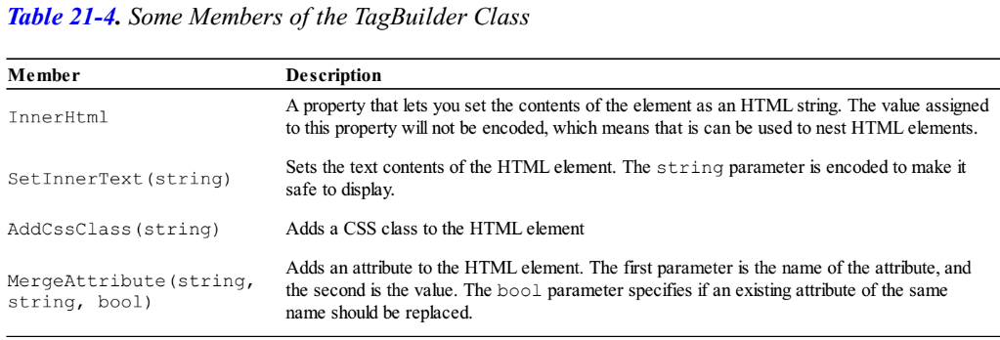 Table 21-4. Some Members of the TagBuilder Class
Member Description
InnerHtml
A property that lets you set the contents of the element as an HTML string. The value assigned
to this property will not be encoded, which means that is can be used to nest HTML elements.
SetInnerText(string)
Sets the text contents of the HTML element. The string parameter is encoded to make it
safe to display.
AddCssClass(string) Adds a CSS class to the HTML element
MergeAttribute(string,
string, bool)
Adds an attribute to the HTML element. The first parameter is the name of the attribute, and
the second is the value. The bool parameter specifies if an existing attribute of the same
name should be replaced.